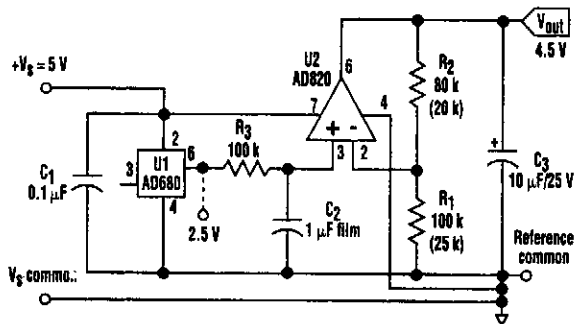 Vout
4.5 V
U2
AD820
6
+Vs = 5 V
R2
80 k
(20 k)
7
4
R3
100 k
2
+ -
3 2
U1
AD680
3
6
4
C1
0.1 µF
2.5 V
C2
1 µF film
R1
100 k
(25 k)
+
C3
10 µF/25 V
Reference
common
Vs commo..